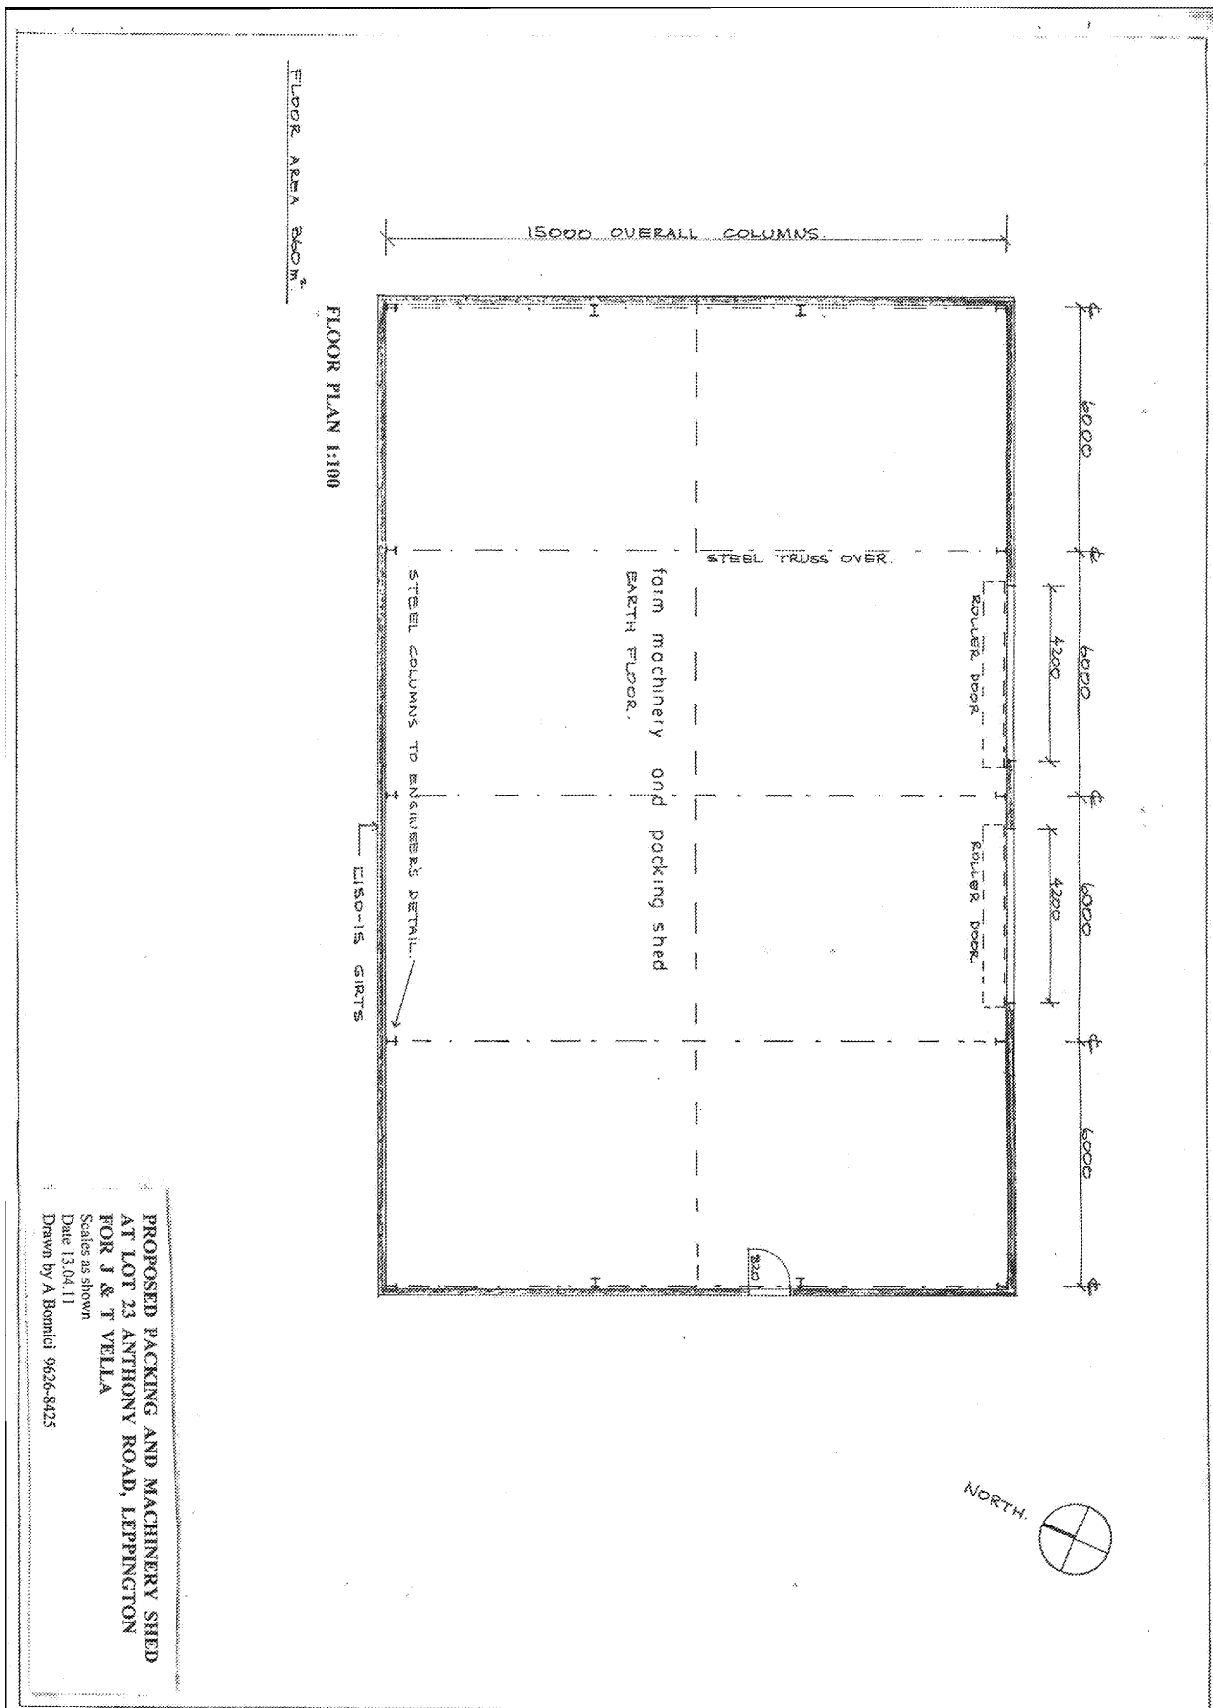 6000
6000
6000
6000
4200
4200
ROLLER DOOR
ROLLER DOOR
15000 OVERALL COLUMNS.
STEEL TRUSS OVER.
farm machinery and packing shed
EARTH FLOOR.
820
STEEL COLUMNS TO ENGINEERS DETAIL.
C150-15 GIRTS
FLOOR PLAN 1:100
FLOOR AREA 360m²
NORTH.
PROPOSED PACKING AND MACHINERY SHED
AT LOT 23 ANTHONY ROAD, LEPPINGTON
FOR J & T VELLA
Scales as shown
Date 13.04.11
Drawn by A Bonnici 9626-8425